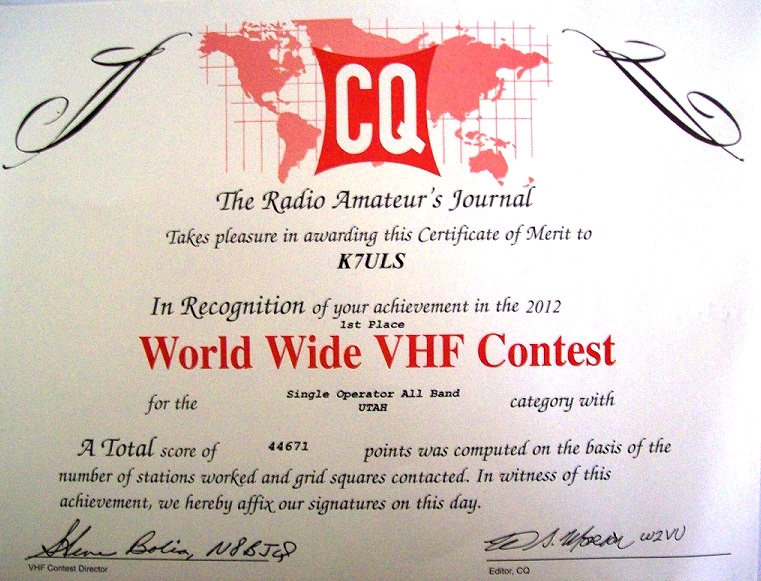 CQ
The Radio Amateur's Journal
Takes pleasure in awarding this Certificate of Merit to
K7ULS
In Recognition of your achievement in the 2012
1st Place
World Wide VHF Contest
for the Single Operator All Band category with
UTAH
A Total score of 44671 points was computed on the basis of the
number of stations worked and grid squares contacted. In witness of this
achievement, we hereby affix our signatures on this day.
Steve Bolia, N8BJQ
W2VU
VHF Contest Director
Editor, CQ